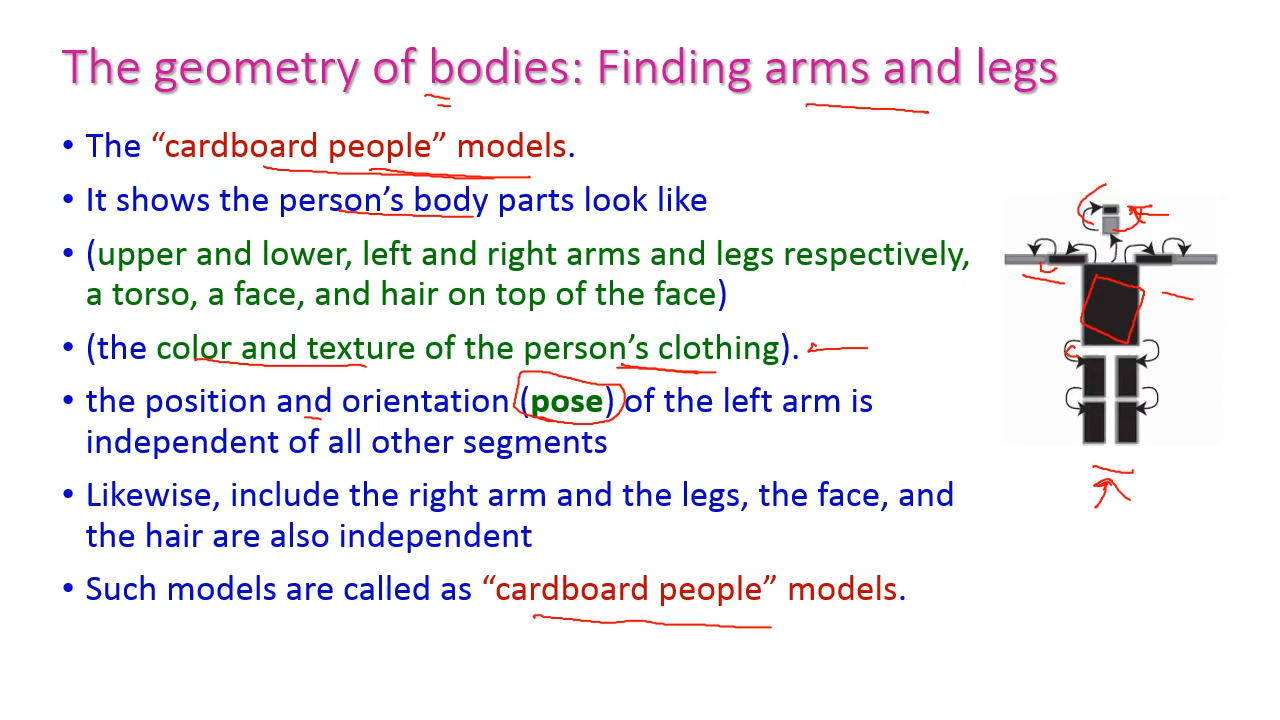 The geometry of bodies: Finding arms and legs
• The “cardboard people” models.
• It shows the person’s body parts look like
• (upper and lower, left and right arms and legs respectively,
a torso, a face, and hair on top of the face)
• (the color and texture of the person’s clothing).
• the position and orientation (pose) of the left arm is
independent of all other segments
• Likewise, include the right arm and the legs, the face, and
the hair are also independent
• Such models are called as “cardboard people” models.